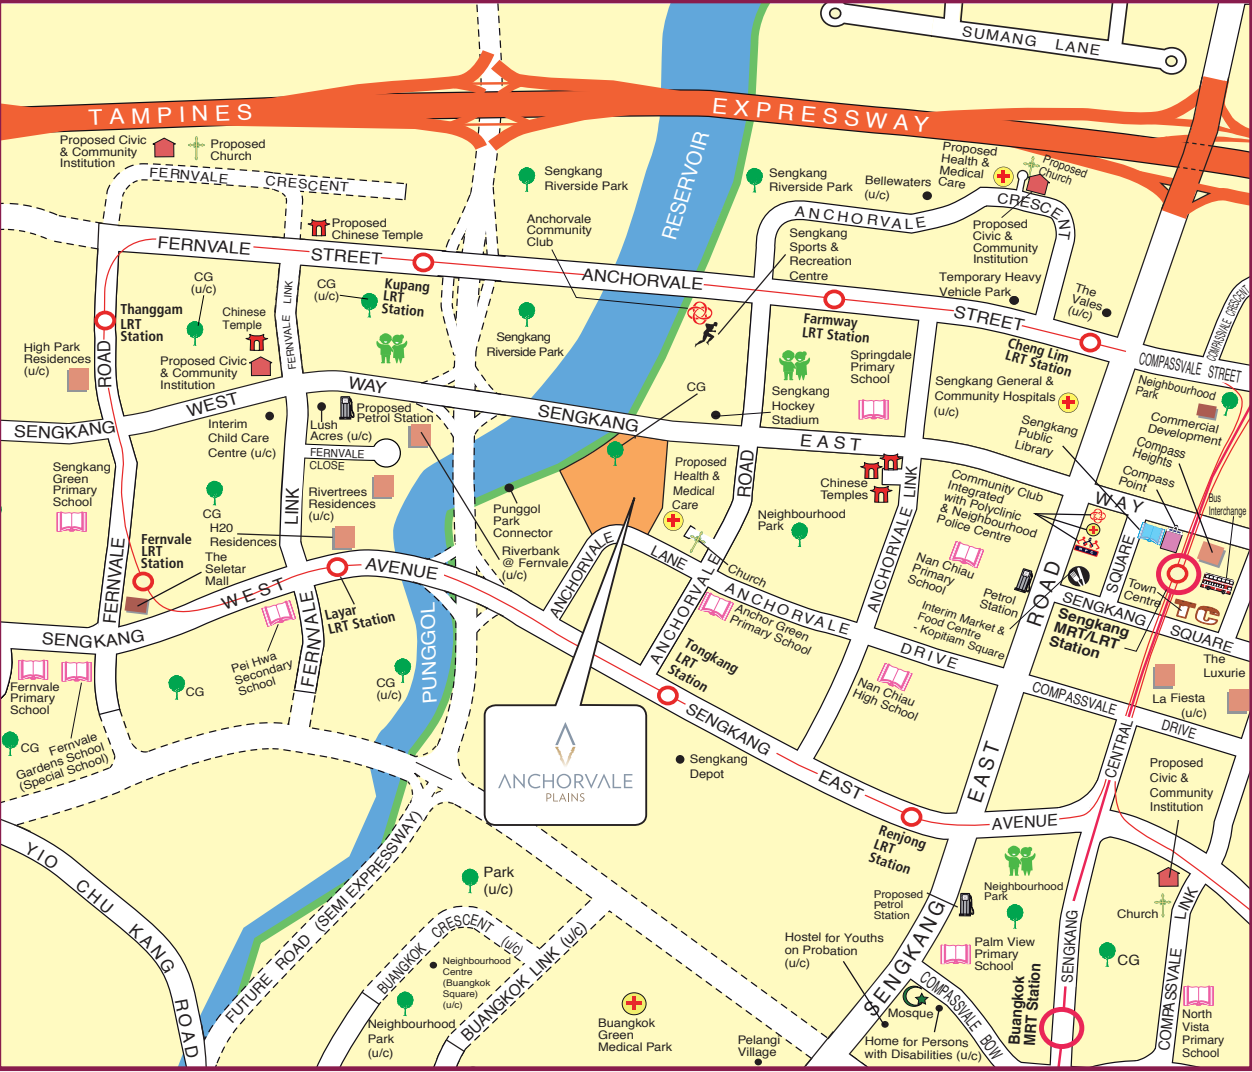 SUMANG LANE
TAMPINES
EXPRESSWAY
Proposed Civic
& Community
Institution
Proposed
Church
FERNVALE CRESCENT
Sengkang
Riverside Park
RESERVOIR
Sengkang
Riverside Park
Bellewaters
(u/c)
Proposed
Health &
Medical
Care
Proposed
Church
ANCHORVALE
CRESCENT
Proposed
Chinese Temple
Anchorvale
Community
Club
Sengkang
Sports &
Recreation
Centre
Proposed
Civic &
Community
Institution
FERNVALE
STREET
ANCHORVALE
STREET
CG
(u/c)
CG
(u/c)
Kupang
LRT
Station
FERNVALE LINK
Temporary Heavy
Vehicle Park
The
Vales
(u/c)
COMPASSVALE CRESCENT
Thanggam
LRT
Station
Chinese
Temple
Sengkang
Riverside Park
Farmway
LRT Station
Cheng Lim
LRT Station
COMPASSVALE STREET
High Park
Residences
(u/c)
ROAD
Proposed Civic
& Community
Institution
Springdale
Primary
School
Sengkang General &
Community Hospitals
(u/c)
Neighbourhood
Park
WAY
WEST
SENGKANG
CG
Sengkang
Hockey
Stadium
Commercial
Development
Compass
Heights
Compass
Point
Interim
Child Care
Centre (u/c)
Lush
Acres (u/c)
Proposed
Petrol Station
FERNVALE
CLOSE
SENGKANG
EAST
WAY
Sengkang
Public
Library
Bus
Interchange
Sengkang
Green
Primary
School
CG
Rivertrees
Residences
(u/c)
LINK
Punggol
Park
Connector
Proposed
Health &
Medical
Care
ROAD
Chinese
Temples
LINK
Community Club
Integrated
with Polyclinic
& Neighbourhood
Police Centre
H20
Residences
Neighbourhood
Park
Fernvale
LRT
Station
The
Seletar
Mall
Riverbank
@ Fernvale
(u/c)
FERNVALE
AVENUE
WEST
SENGKANG
Layar
LRT Station
FERNVALE
ANCHORVALE
LANE
Church
ANCHORVALE
ANCHORVALE
DRIVE
ANCHORVALE
Anchor Green
Primary School
Nan Chiau
Primary
School
Petrol
Station
Interim Market &
Food Centre
- Kopitiam Square
ROAD
SQUARE
Town
Centre
SENGKANG
SQUARE
Sengkang
MRT/LRT
Station
The
Luxurie
La Fiesta
(u/c)
Fernvale
Primary
School
Fernvale
Gardens School
(Special School)
CG
CG
Pei Hwa
Secondary
School
CG
(u/c)
PUNGGOL
Tongkang
LRT
Station
Nan Chiau
High School
COMPASSVALE
DRIVE
ANCHORVALE
PLAINS
SENGKANG
EAST
AVENUE
Sengkang
Depot
EAST
CENTRAL
Proposed
Civic &
Community
Institution
Renjong
LRT
Station
YIO CHU KANG ROAD
FUTURE ROAD (SEMI EXPRESSWAY)
Park
(u/c)
Proposed
Petrol
Station
Neighbourhood
Park
Church
LINK
BUANGKOK CRESCENT (u/c)
BUANGKOK LINK (u/c)
Neighbourhood
Centre
(Buangkok
Square)
(u/c)
Neighbourhood
Park
(u/c)
Buangkok
Green
Medical Park
Pelangi
Village
Hostel for Youths
on Probation
(u/c)
SENGKANG
Palm View
Primary
School
SENGKANG
CG
COMPASSVALE
COMPASSVALE BOW
Mosque
Home for Persons
with Disabilities (u/c)
Buangkok
MRT Station
North
Vista
Primary
School